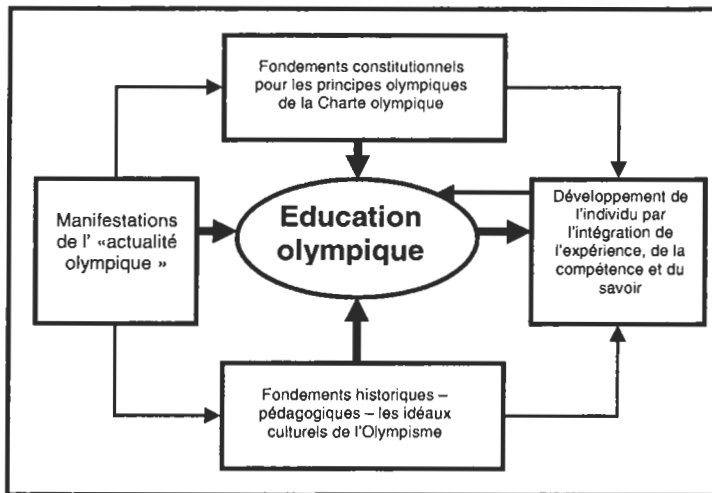 Fondements constitutionnels
pour les principes olympiques
de la Charte olympique
Manifestations
de l' «actualité
olympique »
Education
olympique
Développement de
l'individu par
l'intégration de
l'expérience, de la
compétence et du
savoir
Fondements historiques –
pédagogiques – les idéaux
culturels de l'Olympisme